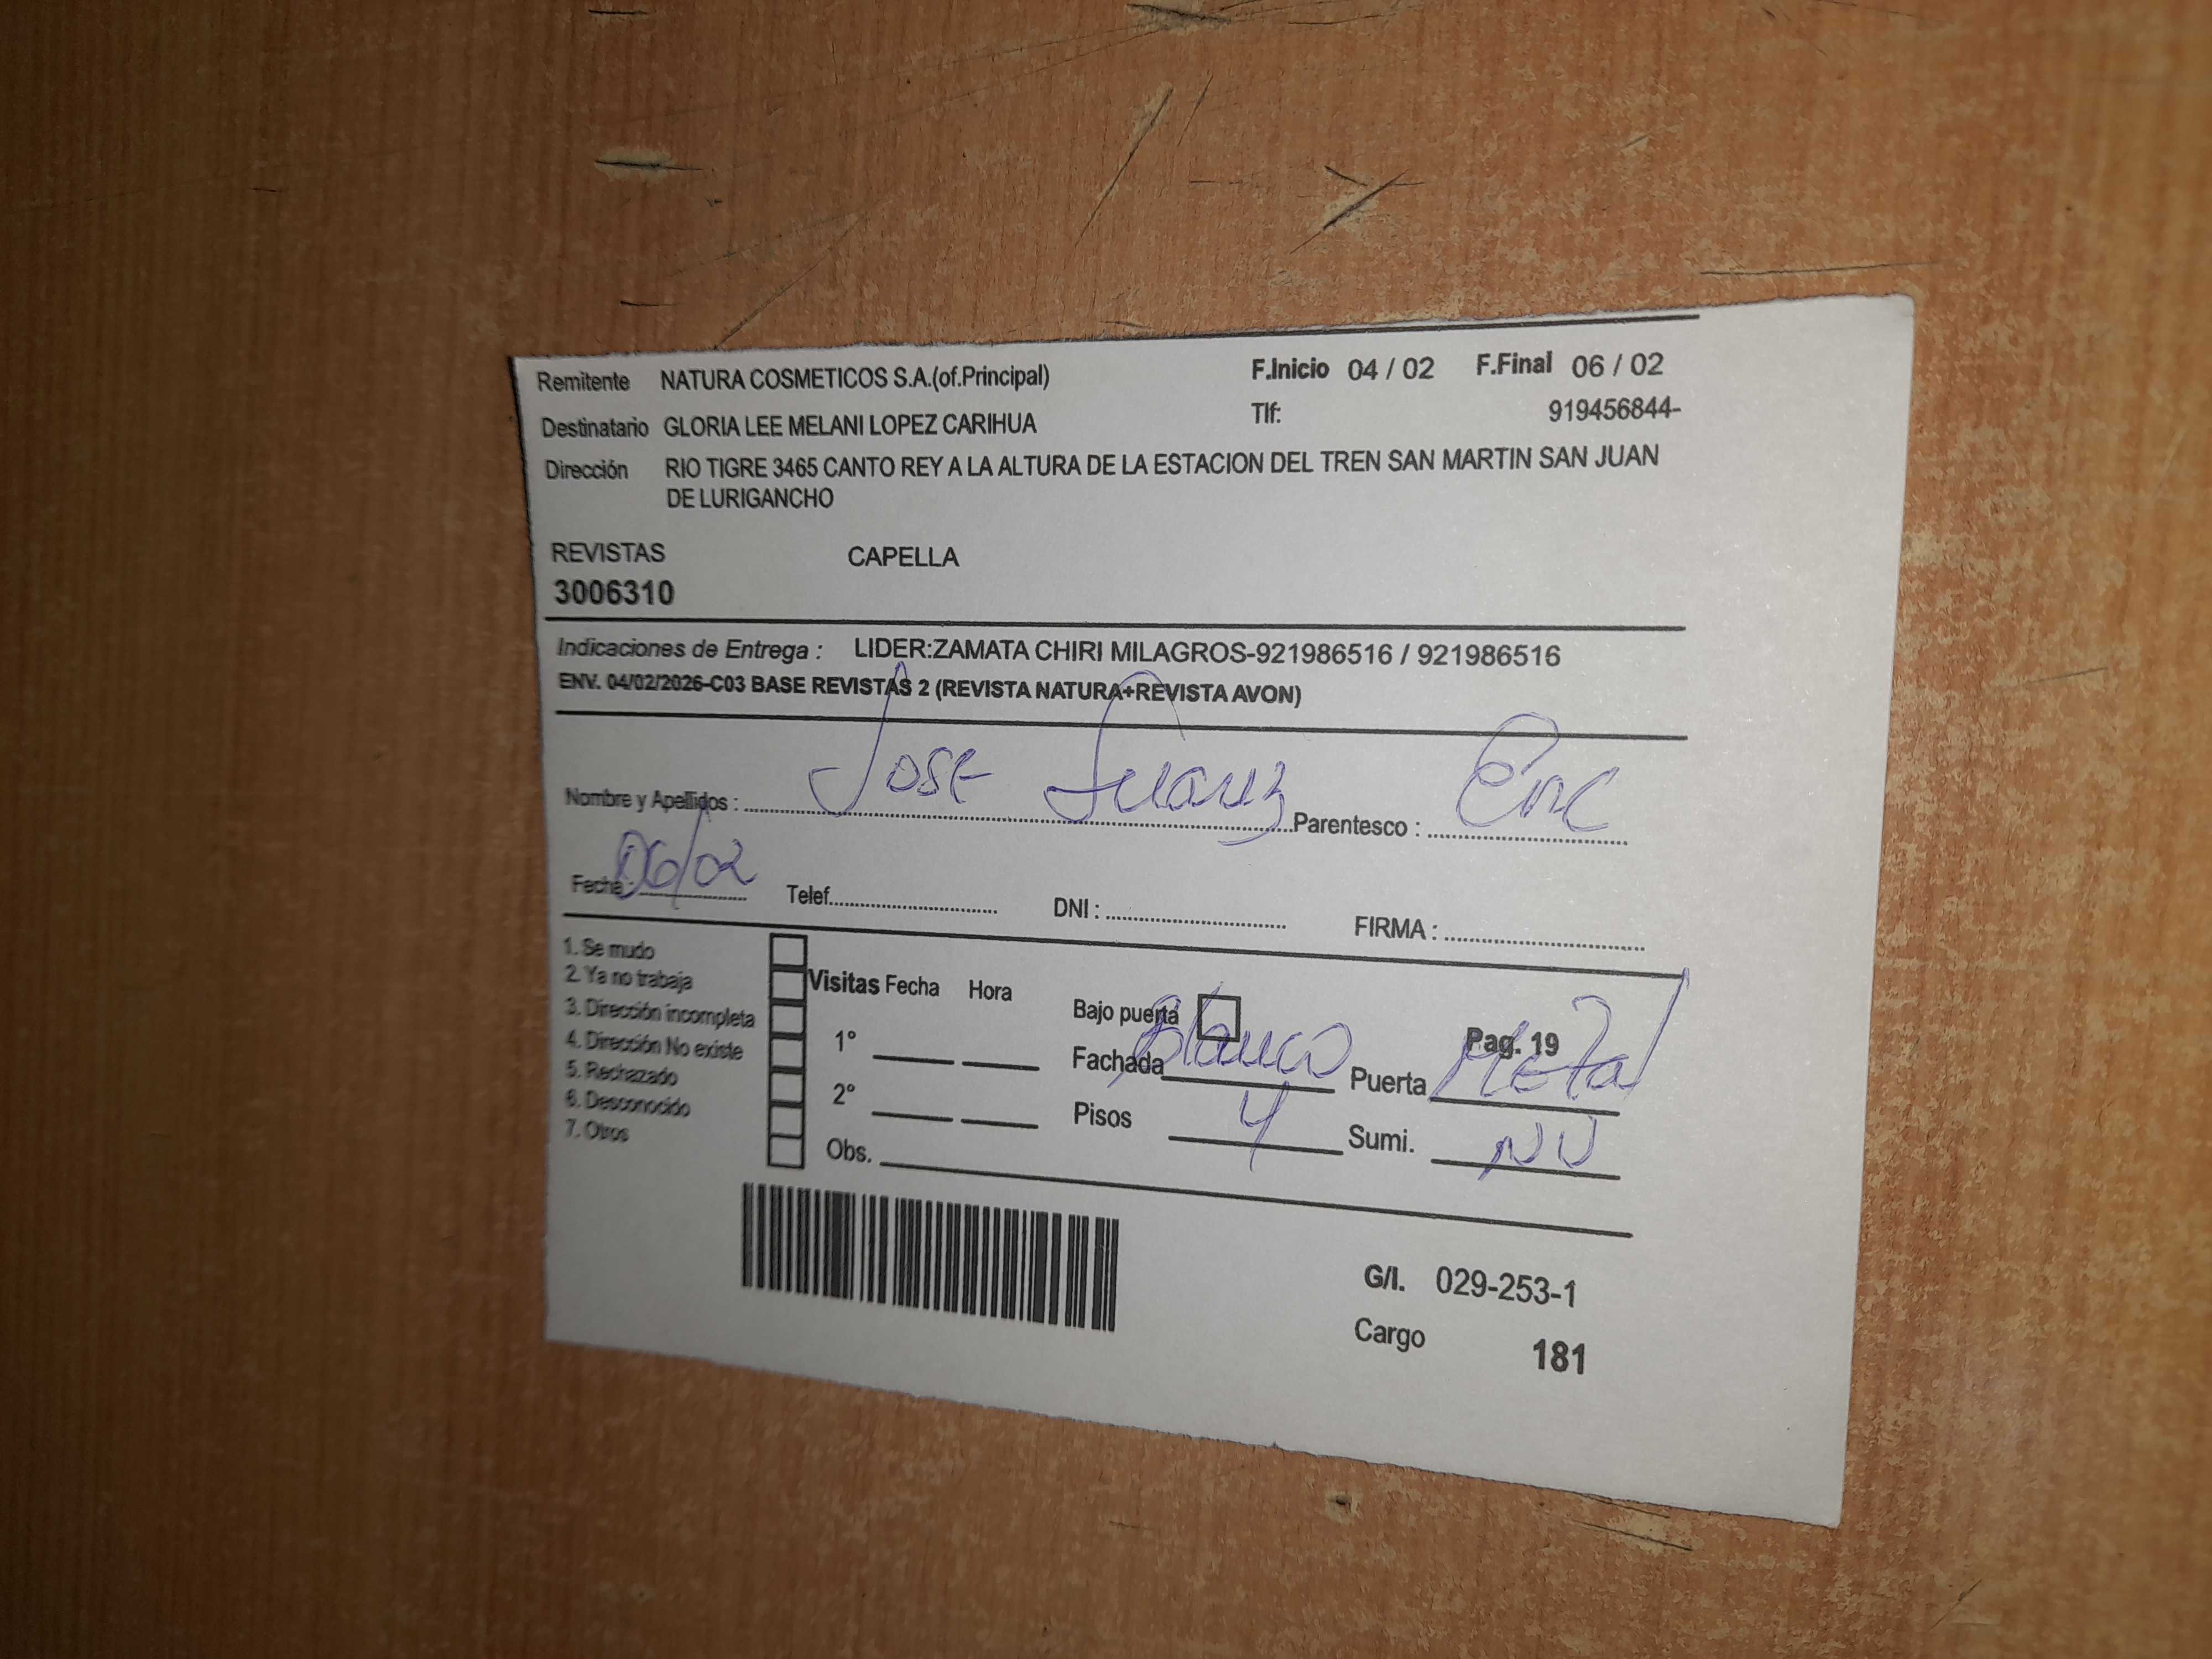 Remitente NATURA COSMETICOS S.A.(of.Principal) F.Inicio 04 / 02 F.Final 06 / 02
Destinatario GLORIA LEE MELANI LOPEZ CARIHUA Tlf: 919456844-
Dirección RIO TIGRE 3465 CANTO REY A LA ALTURA DE LA ESTACION DEL TREN SAN MARTIN SAN JUAN
DE LURIGANCHO
REVISTAS CAPELLA
3006310
Indicaciones de Entrega : LIDER:ZAMATA CHIRI MILAGROS-921986516 / 921986516
ENV. 04/02/2026-C03 BASE REVISTAS 2 (REVISTA NATURA+REVISTA AVON)
Nombre y Apellidos : Jose Suarez Parentesco : Enc
Fecha : 06/02 Telef. DNI : FIRMA :
1. Se mudo
2. Ya no trabaja
3. Dirección incompleta
4. Dirección No existe
5. Rechazado
6. Desconocido
7. Otros
Visitas Fecha Hora
1°
2°
Obs.
Bajo puerta Pag. 19
Fachada Blanco Puerta Metal
Pisos 4 Sumi.
G/I. 029-253-1
Cargo 181